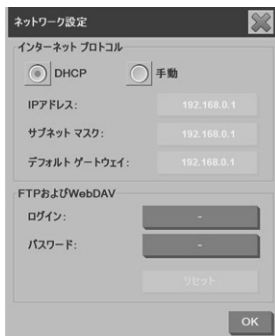 ネットワーク設定
インターネット プロトコル
DHCP 手動
IPアドレス: 192.168.0.1
サブネット マスク: 192.168.0.1
デフォルト ゲートウェイ: 192.168.0.1
FTPおよびWebDAV
ログイン: -
パスワード: -
リセット
OK